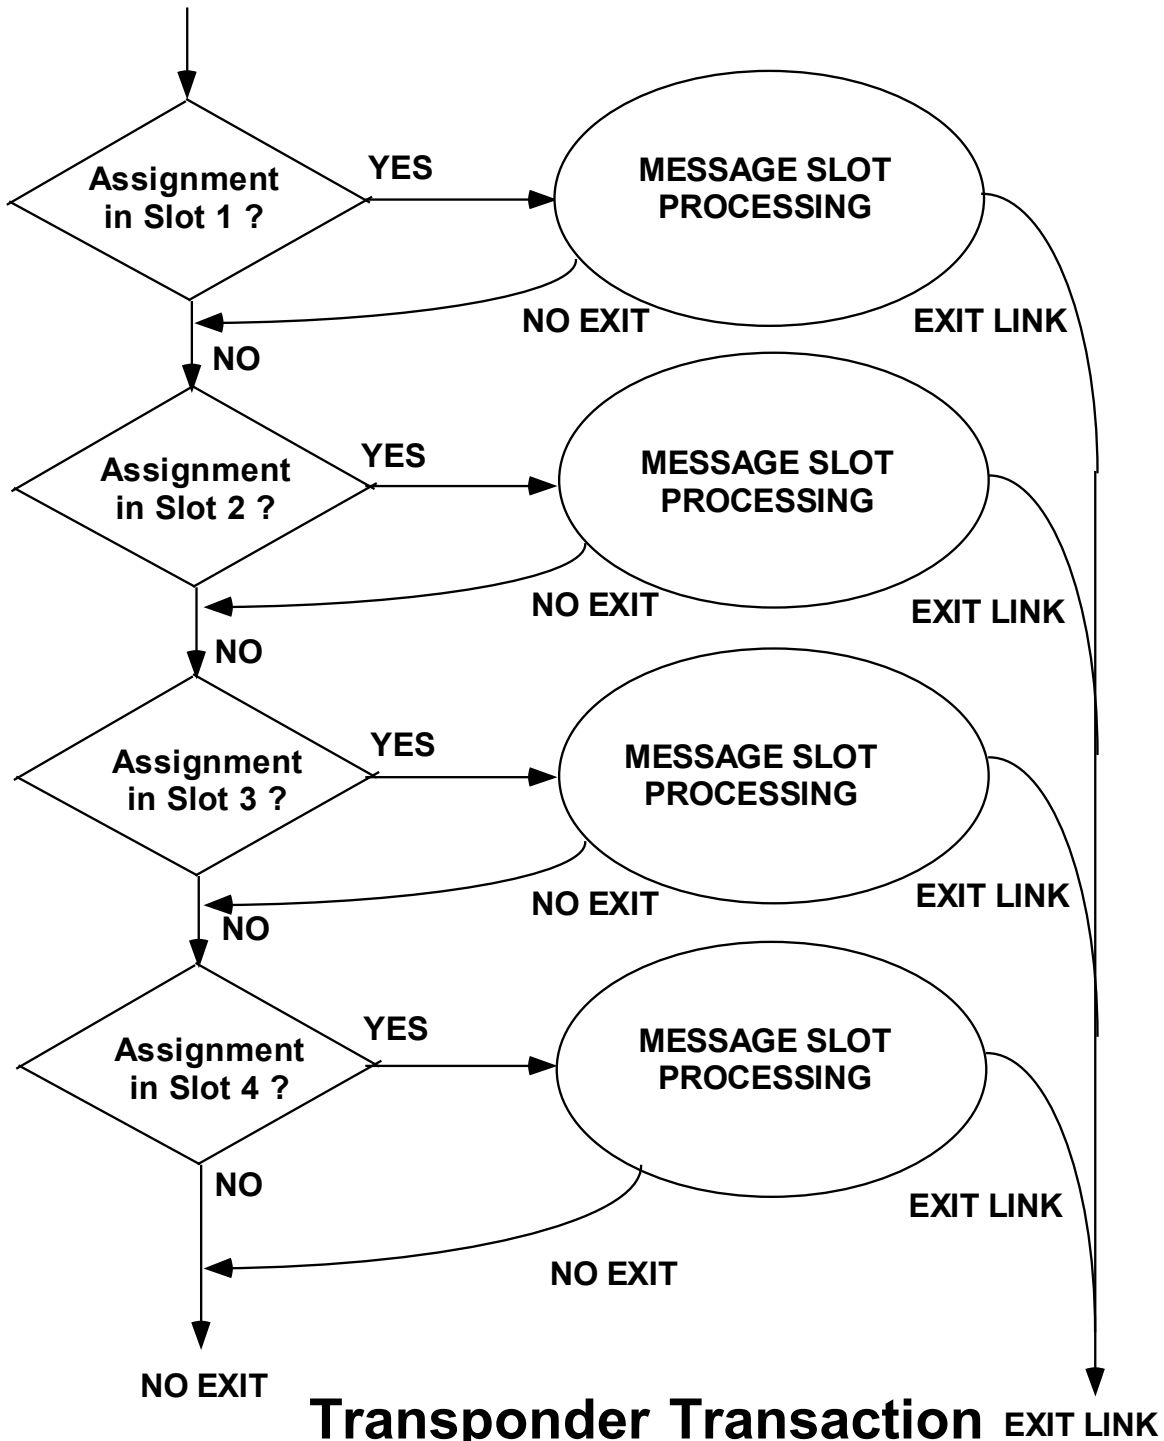 Assignment
in Slot 1 ?
YES
MESSAGE SLOT
PROCESSING
NO EXIT
EXIT LINK
NO
Assignment
in Slot 2 ?
YES
MESSAGE SLOT
PROCESSING
NO EXIT
EXIT LINK
NO
Assignment
in Slot 3 ?
YES
MESSAGE SLOT
PROCESSING
NO EXIT
EXIT LINK
NO
Assignment
in Slot 4 ?
YES
MESSAGE SLOT
PROCESSING
NO
EXIT LINK
NO EXIT
NO EXIT
Transponder Transaction
EXIT LINK